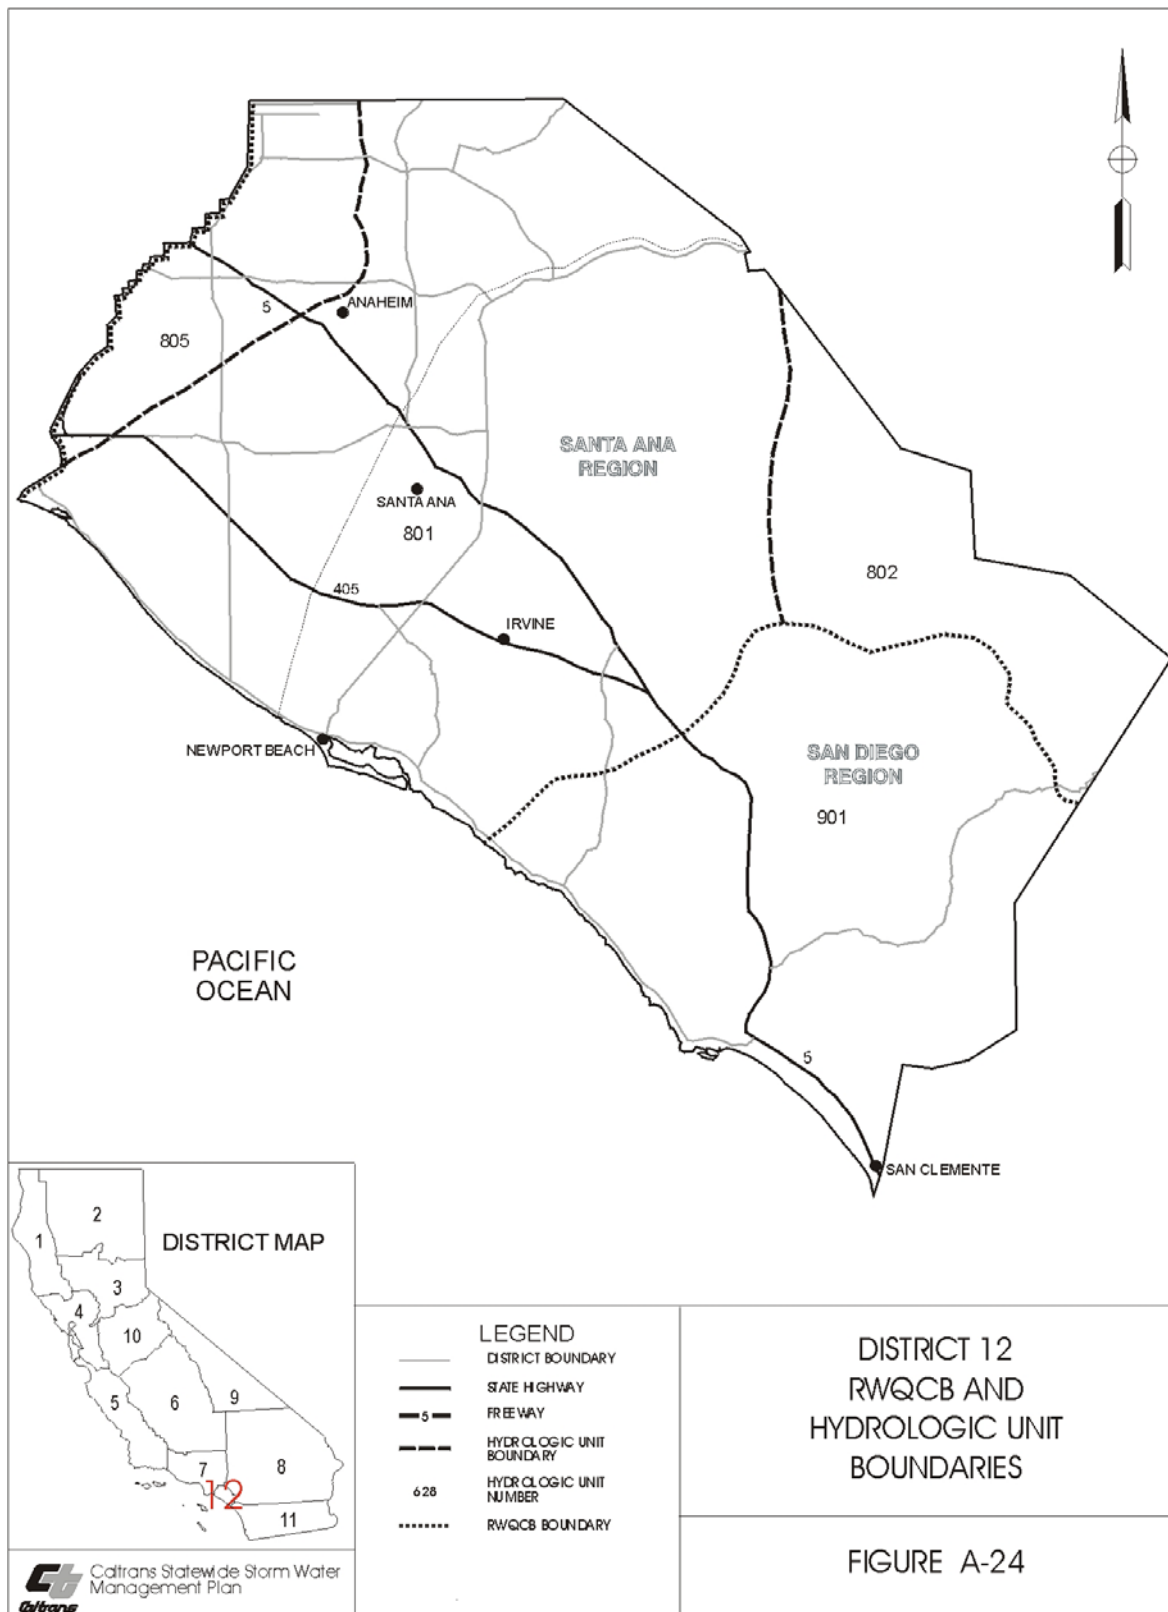 5
ANAHEIM
805
SANTA ANA
REGION
SANTA ANA
801
802
405
IRVINE
NEWPORT BEACH
SAN DIEGO
REGION
901
PACIFIC
OCEAN
5
SAN CLEMENTE
DISTRICT MAP
1
2
3
4
10
5
6
9
7
8
12
11
LEGEND
DISTRICT BOUNDARY
STATE HIGHWAY
5 FREEWAY
HYDROLOGIC UNIT
BOUNDARY
628 HYDROLOGIC UNIT
NUMBER
RWQCB BOUNDARY
DISTRICT 12
RWQCB AND
HYDROLOGIC UNIT
BOUNDARIES
FIGURE A-24
Caltrans Statewide Storm Water
Management Plan
Caltrans